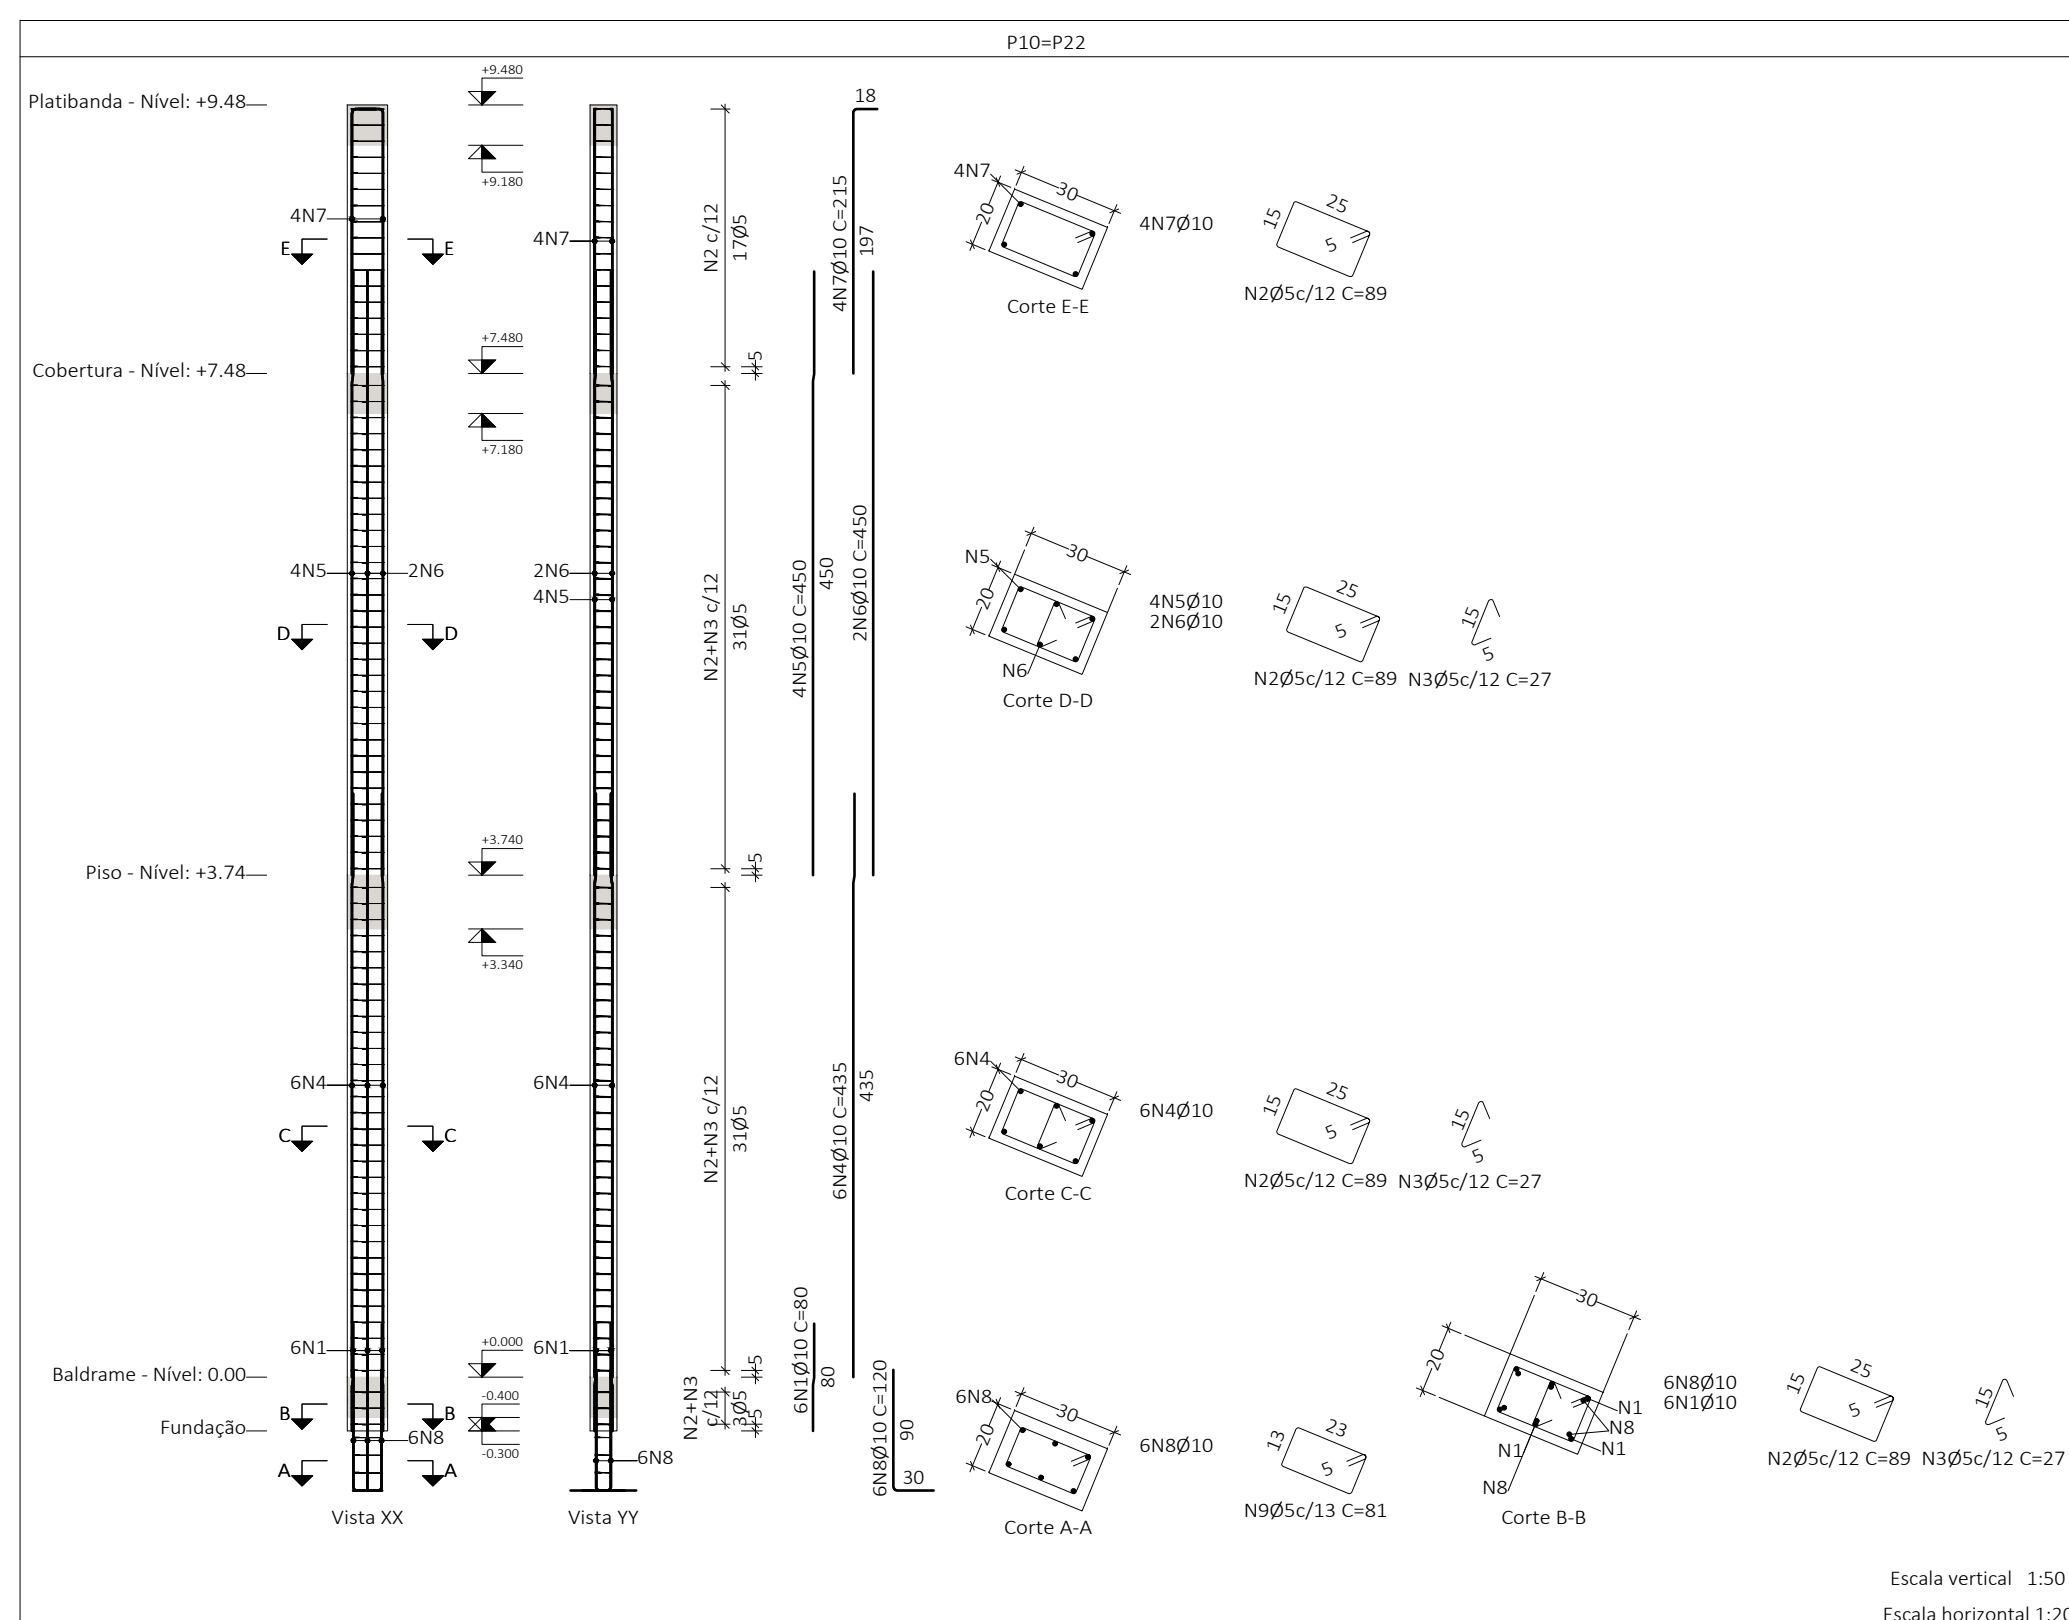 P10=P22
Platibanda - Nível: +9.48
+9.480
+9.180
4N7
4N7
E
E
N2 c/12
17Ø5
18
4N7Ø10 C=215
197
4N7
30
20
4N7Ø10
Corte E-E
15
25
5
N2Ø5c/12 C=89
Cobertura - Nível: +7.48
+7.480
+7.180
5
4N5
2N6
2N6
4N5
D
D
N2+N3 c/12
31Ø5
4N5Ø10 C=450
450
2N6Ø10 C=450
N5
30
20
N6
4N5Ø10
2N6Ø10
Corte D-D
15
25
5
N2Ø5c/12 C=89
15
5
N3Ø5c/12 C=27
Piso - Nível: +3.74
+3.740
+3.340
5
6N4
6N4
C
C
N2+N3 c/12
31Ø5
6N4Ø10 C=435
435
6N4
30
20
6N4Ø10
Corte C-C
15
25
5
N2Ø5c/12 C=89
15
5
N3Ø5c/12 C=27
6N1
6N1
Baldrame - Nível: 0.00
+0.000
-0.400
-0.300
Fundação
B
B
6N8
6N8
A
A
5
N2+N3
c/12
3Ø5
5
6N1Ø10 C=80
80
6N8Ø10 C=120
90
30
6N8
30
20
6N8Ø10
Corte A-A
13
23
5
N9Ø5c/13 C=81
30
20
N1
N8
N1
N1
N8
6N8Ø10
6N1Ø10
Corte B-B
15
25
5
N2Ø5c/12 C=89
15
5
N3Ø5c/12 C=27
Vista XX
Vista YY
Escala vertical 1:50
Escala horizontal 1:20